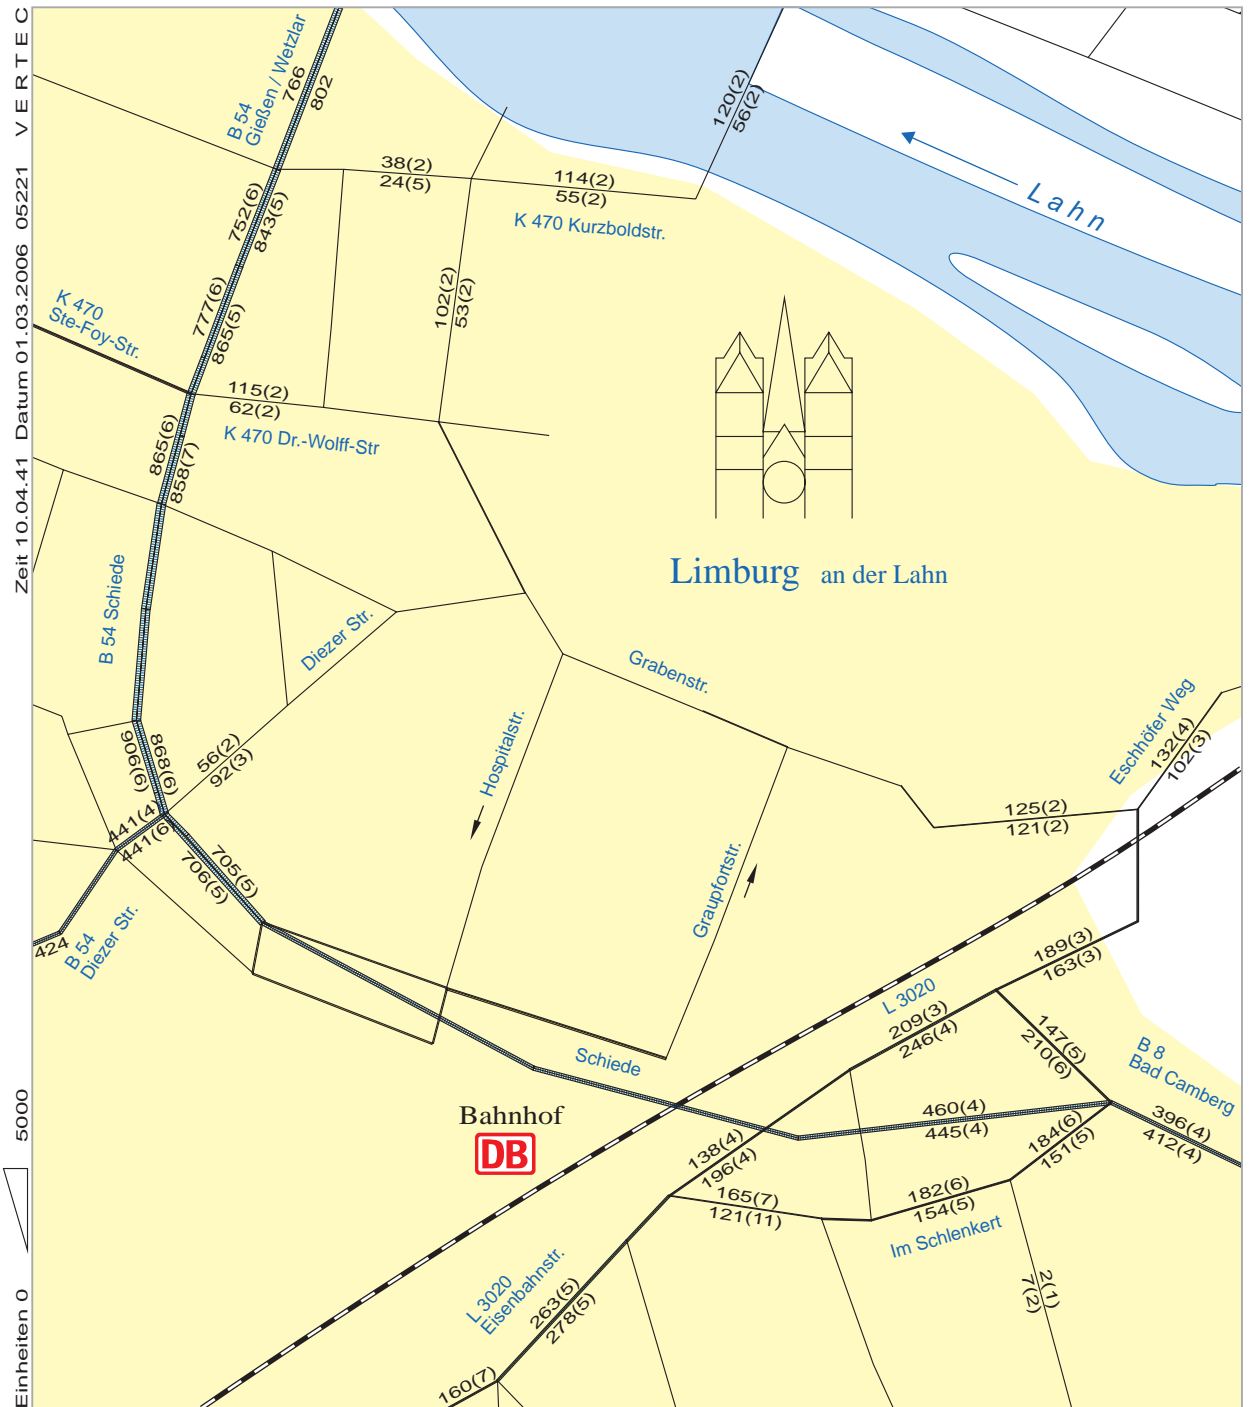 Zeit 10.04.41 Datum 01.03.2006 05221 VERTEC
Einheiten 0 5000
B 54
Gießen / Wetzlar
766
802
120(2)
56(2)
38(2)
24(5)
114(2)
55(2)
K 470 Kurzboldstr.
Lahn
752(6)
843(5)
777(6)
865(5)
102(2)
53(2)
K 470
Ste-Foy-Str.
115(2)
62(2)
K 470 Dr.-Wolff-Str
865(6)
858(7)
Limburg an der Lahn
B 54 Schiede
Diezer Str.
Grabenstr.
Hospitalstr.
Eschhöfer Weg
132(4)
102(3)
868(6)
906(6)
56(2)
92(3)
125(2)
121(2)
441(4)
441(6)
705(5)
706(5)
Graupfortstr.
424
B 54
Diezer Str.
189(3)
163(3)
L 3020
209(3)
246(4)
147(5)
210(6)
B 8
Bad Camberg
Schiede
Bahnhof
DB
460(4)
445(4)
396(4)
412(4)
138(4)
196(4)
184(6)
151(5)
165(7)
121(11)
182(6)
154(5)
Im Schlenkert
L 3020
Eisenbahnstr.
263(5)
278(5)
2(1)
7(2)
160(7)